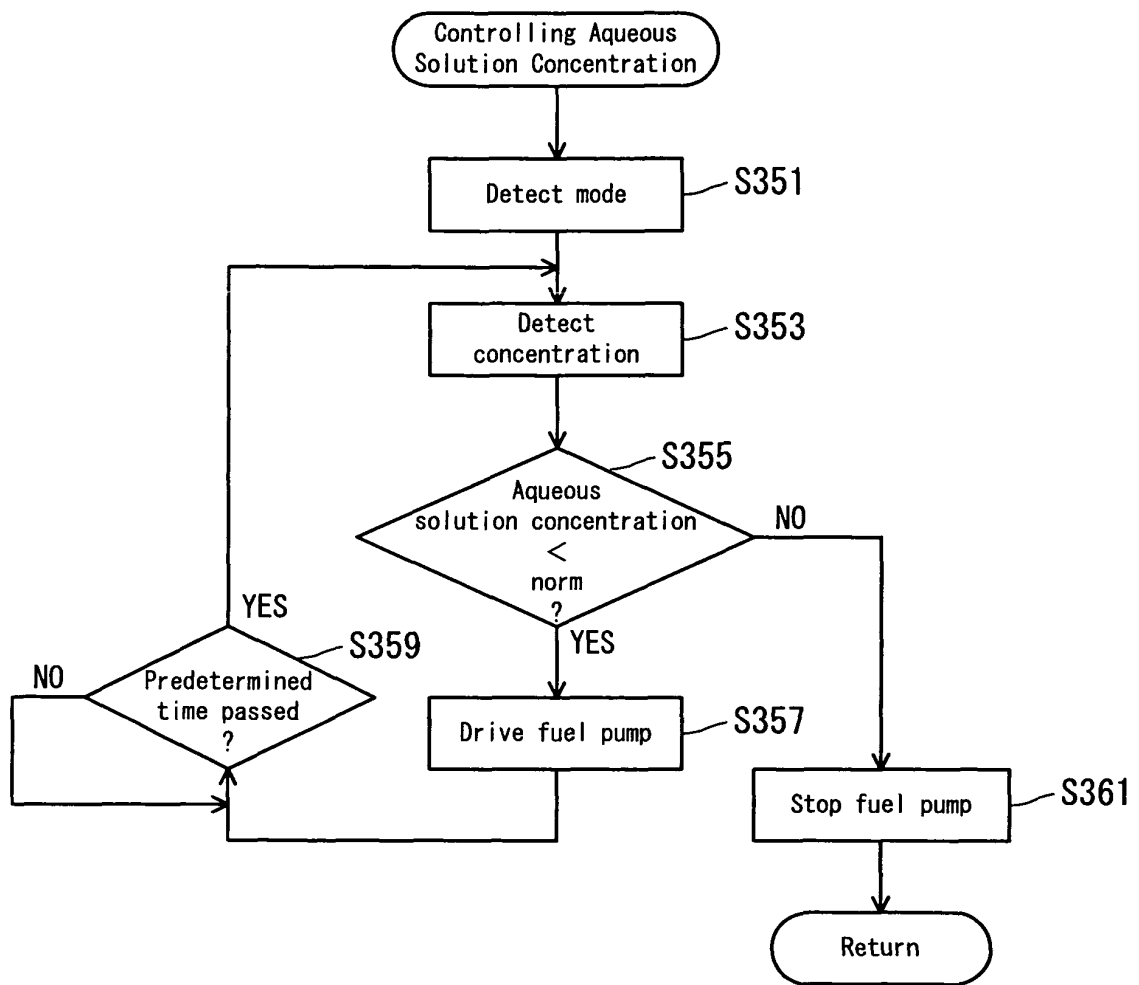 Controlling Aqueous
Solution Concentration
Detect mode
S351
Detect
concentration
S353
S355
Aqueous
solution concentration
<
norm
?
NO
YES
YES
S359
NO
Predetermined
time passed
?
Drive fuel pump
S357
Stop fuel pump
S361
Return